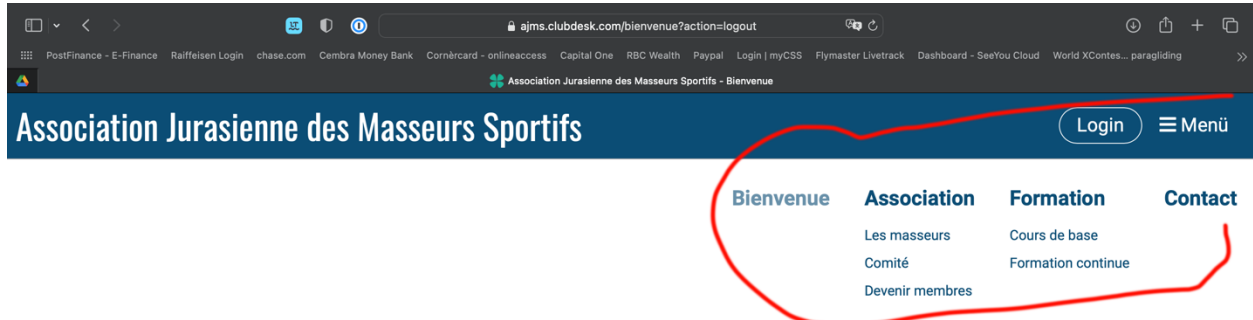 ajms.clubdesk.com/bienvenue?action=logout
PostFinance - E-Finance Raiffeisen Login chase.com Cembra Money Bank Cornèrcard - onlineaccess Capital One RBC Wealth Paypal Login | myCSS Flymaster Livetrack Dashboard - SeeYou Cloud World XContes... paragliding
Association Jurasienne des Masseurs Sportifs - Bienvenue
Association Jurasienne des Masseurs Sportifs
Login Menü
Bienvenue Association Formation Contact
Les masseurs Cours de base
Comité Formation continue
Devenir membres